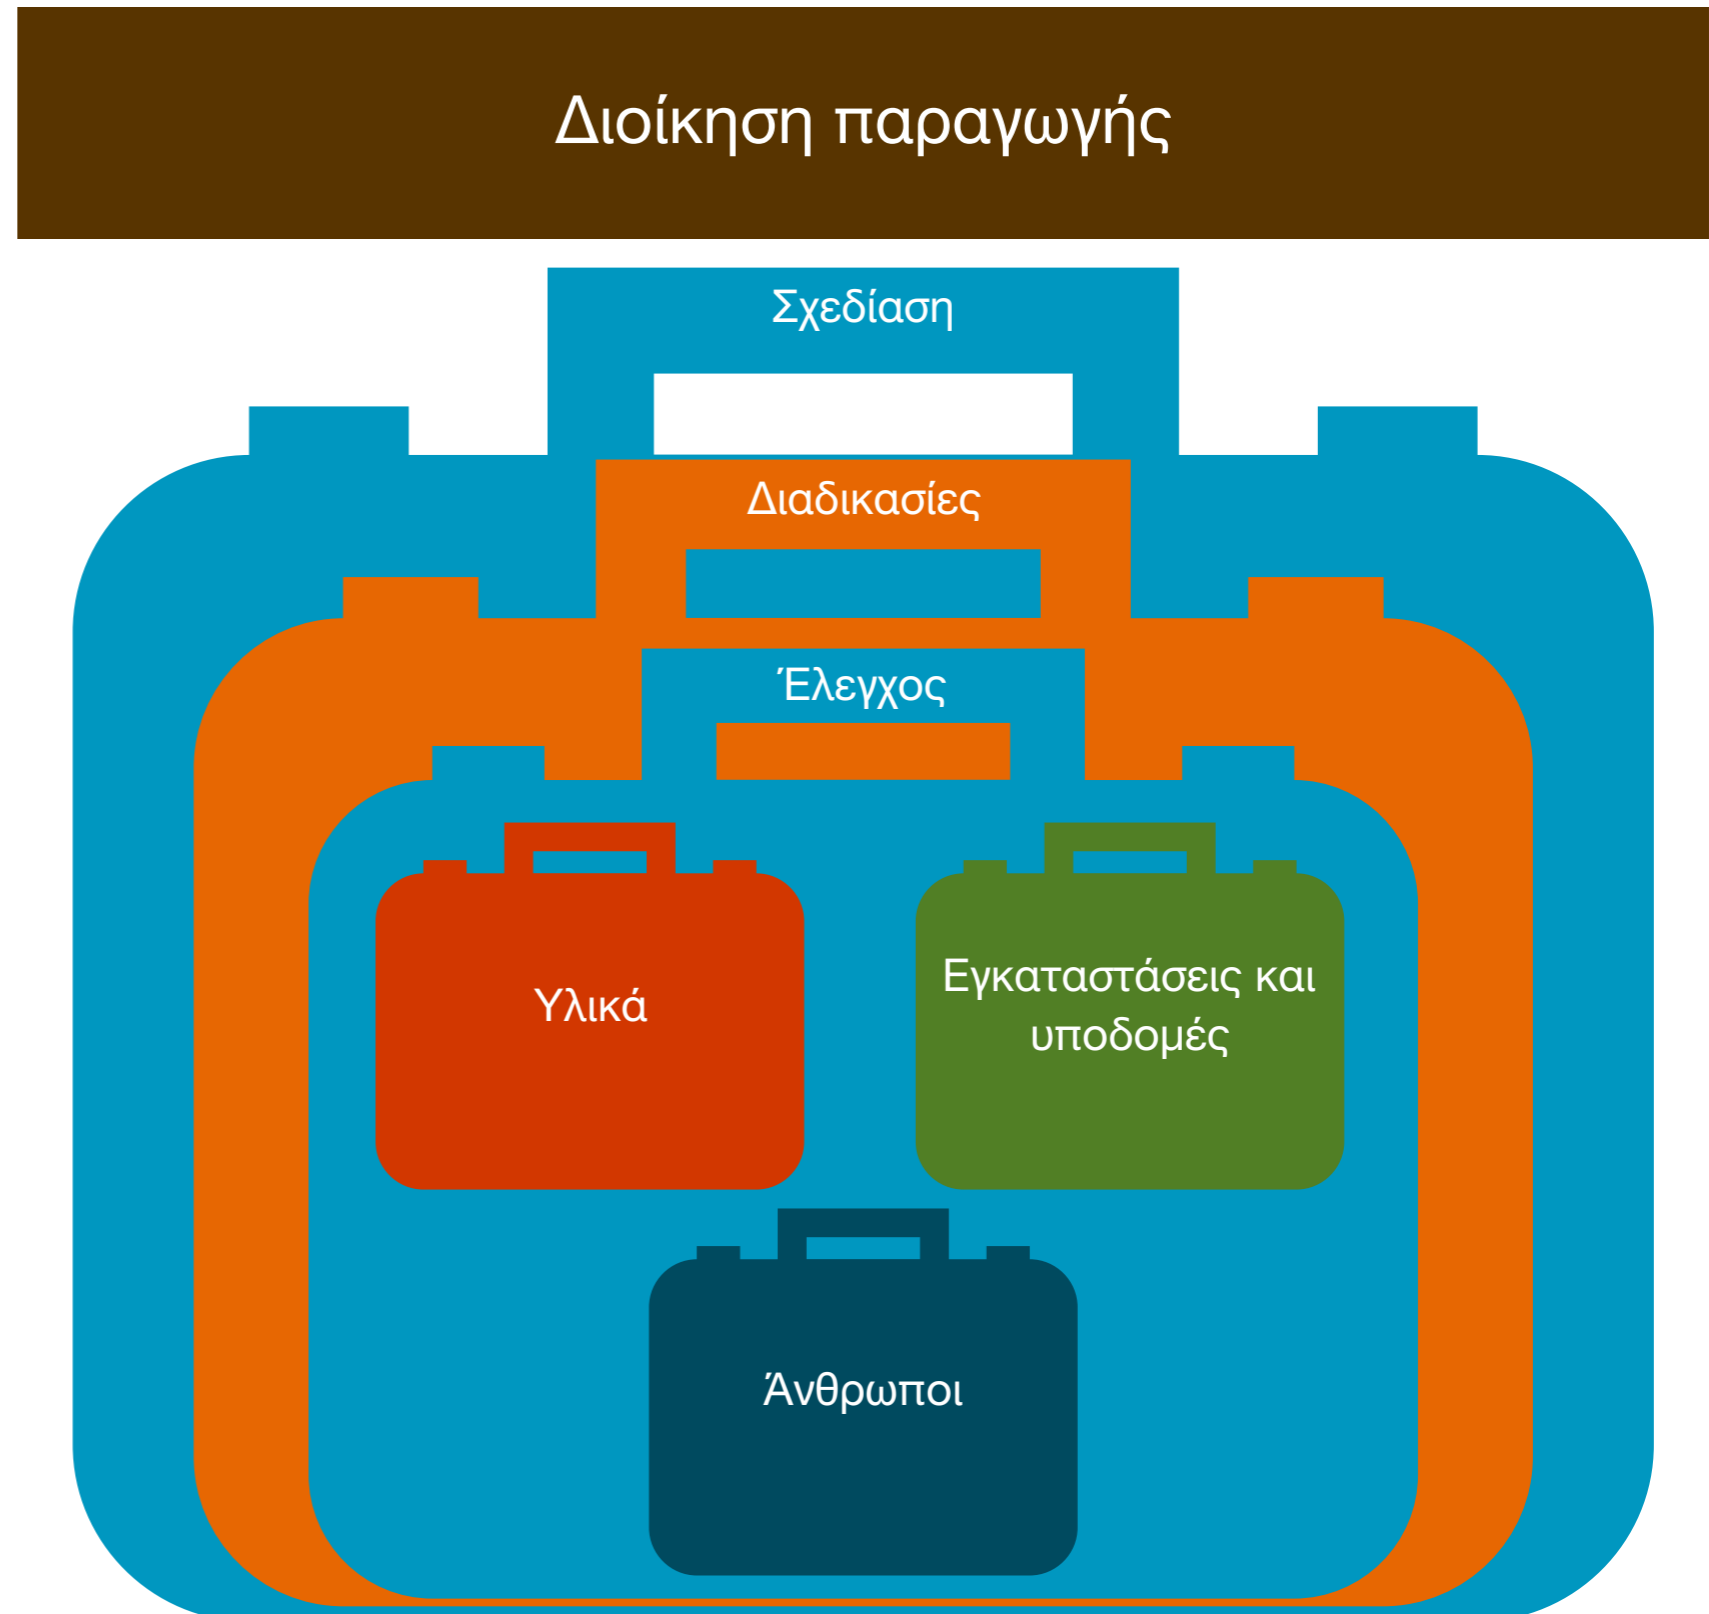 Διοίκηση παραγωγής
Σχεδίαση
Διαδικασίες
Έλεγχος
Υλικά
Εγκαταστάσεις και
υποδομές
Άνθρωποι